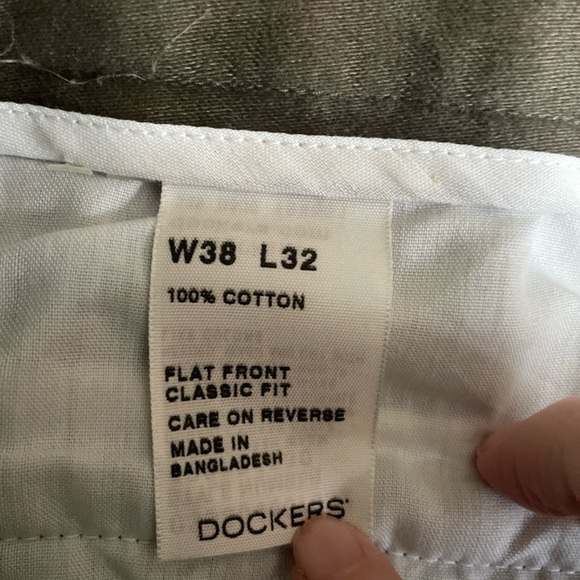 W38 L32
100% COTTON
FLAT FRONT
CLASSIC FIT
CARE ON REVERSE
MADE IN
BANGLADESH
DOCKERS